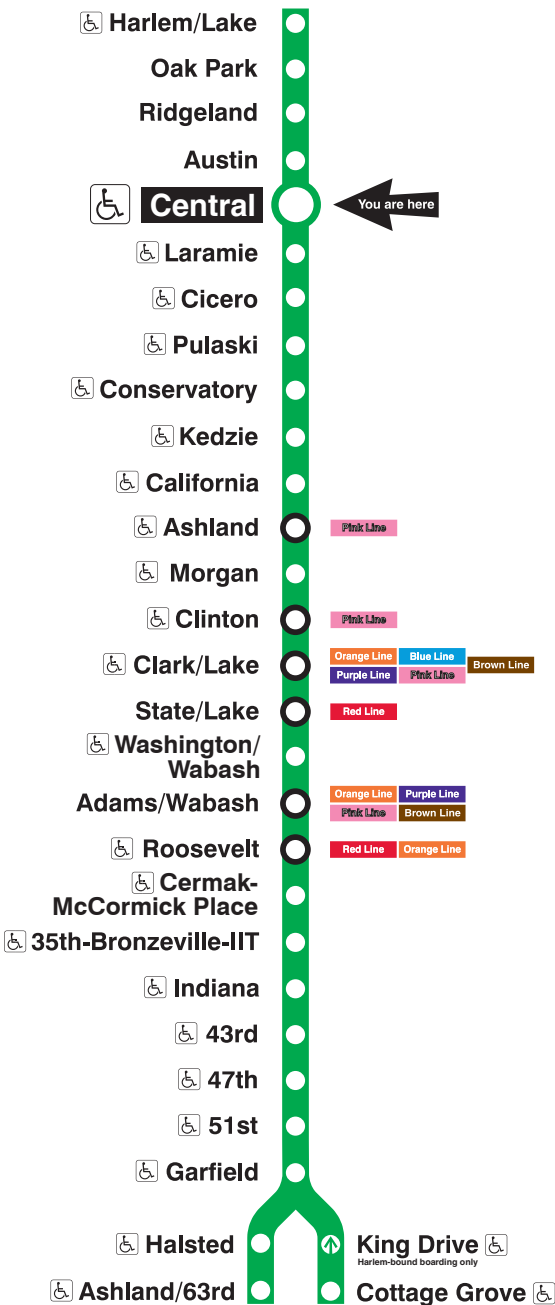 Harlem/Lake
Oak Park
Ridgeland
Austin
Central
You are here
Laramie
Cicero
Pulaski
Conservatory
Kedzie
California
Ashland
Pink Line
Morgan
Clinton
Pink Line
Clark/Lake
Orange Line Blue Line
Brown Line
Purple Line Pink Line
State/Lake
Red Line
Washington/
Wabash
Adams/Wabash
Orange Line Purple Line
Pink Line Brown Line
Roosevelt
Red Line Orange Line
Cermak-
McCormick Place
35th-Bronzeville-IIT
Indiana
43rd
47th
51st
Garfield
Halsted
King Drive
Harlem-bound boarding only
Ashland/63rd
Cottage Grove